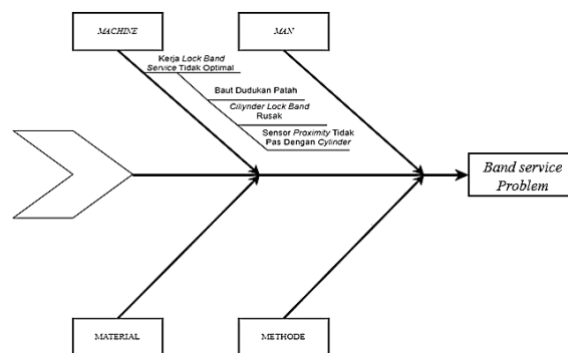 MACHINE
MAN
Kerja Lock Band
Service Tidak Optimal
Baut Dudukan Patah
Cilynder Lock Band
Rusak
Sensor Proximity Tidak
Pas Dengan Cylinder
Band service
Problem
MATERIAL
METHODE